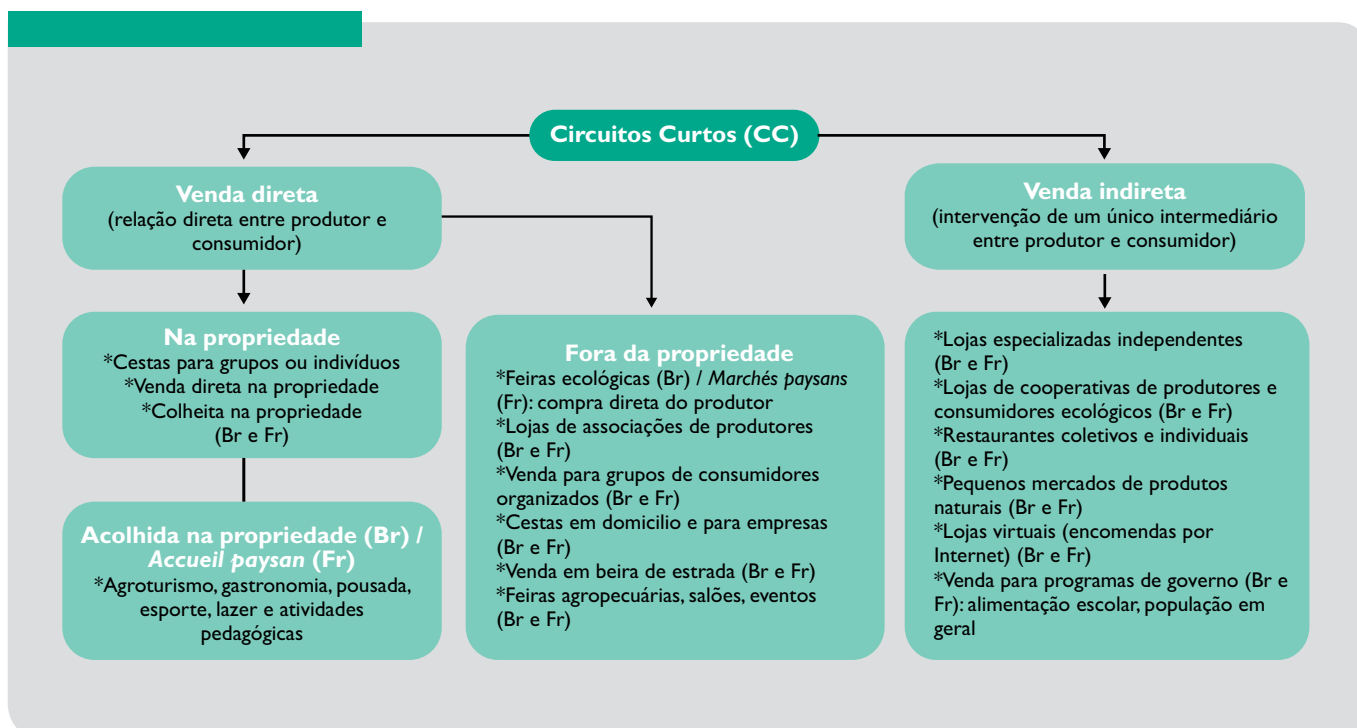 Circuitos Curtos (CC)
Venda direta
(relação direta entre produtor e
consumidor)
Venda indireta
(intervenção de um único intermediário
entre produtor e consumidor)
Na propriedade
*Cestas para grupos ou indivíduos
*Venda direta na propriedade
*Colheita na propriedade
(Br e Fr)
Acolhida na propriedade (Br) /
Accueil paysan (Fr)
*Agroturismo, gastronomia, pousada,
esporte, lazer e atividades
pedagógicas
Fora da propriedade
*Feiras ecológicas (Br) / Marchés paysans
(Fr): compra direta do produtor
*Lojas de associações de produtores
(Br e Fr)
*Venda para grupos de consumidores
organizados (Br e Fr)
*Cestas em domicilio e para empresas
(Br e Fr)
*Venda em beira de estrada (Br e Fr)
*Feiras agropecuárias, salões, eventos
(Br e Fr)
*Lojas especializadas independentes
(Br e Fr)
*Lojas de cooperativas de produtores e
consumidores ecológicos (Br e Fr)
*Restaurantes coletivos e individuais
(Br e Fr)
*Pequenos mercados de produtos
naturais (Br e Fr)
*Lojas virtuais (encomendas por
Internet) (Br e Fr)
*Venda para programas de governo (Br e
Fr): alimentação escolar, população em
geral